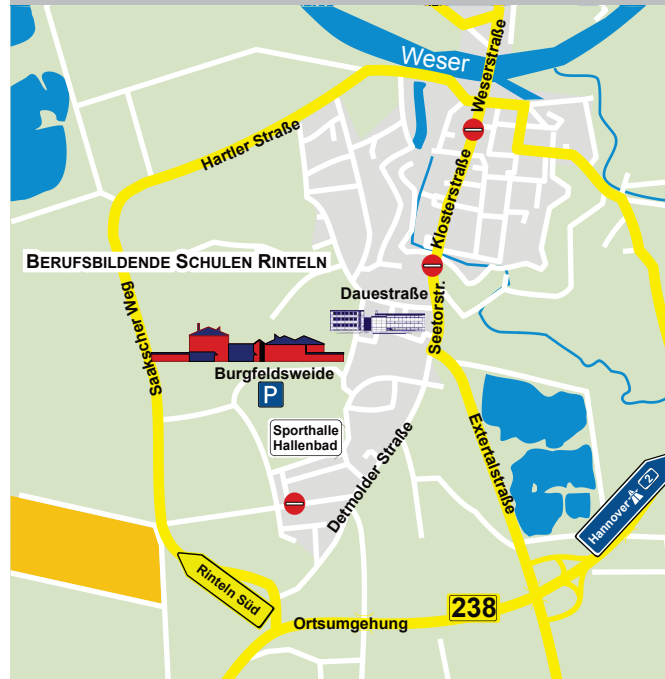 Weser
Weserstraße
Hartler Straße
Klosterstraße
BERUFSBILDENDE SCHULEN RINTELN
Dauestraße
Seetorstr.
Saakscher Weg
Burgfeldsweide
P
Sporthalle
Hallenbad
Detmolder Straße
Extertalstraße
Hannover 2
Rinteln Süd
238
Ortsumgehung